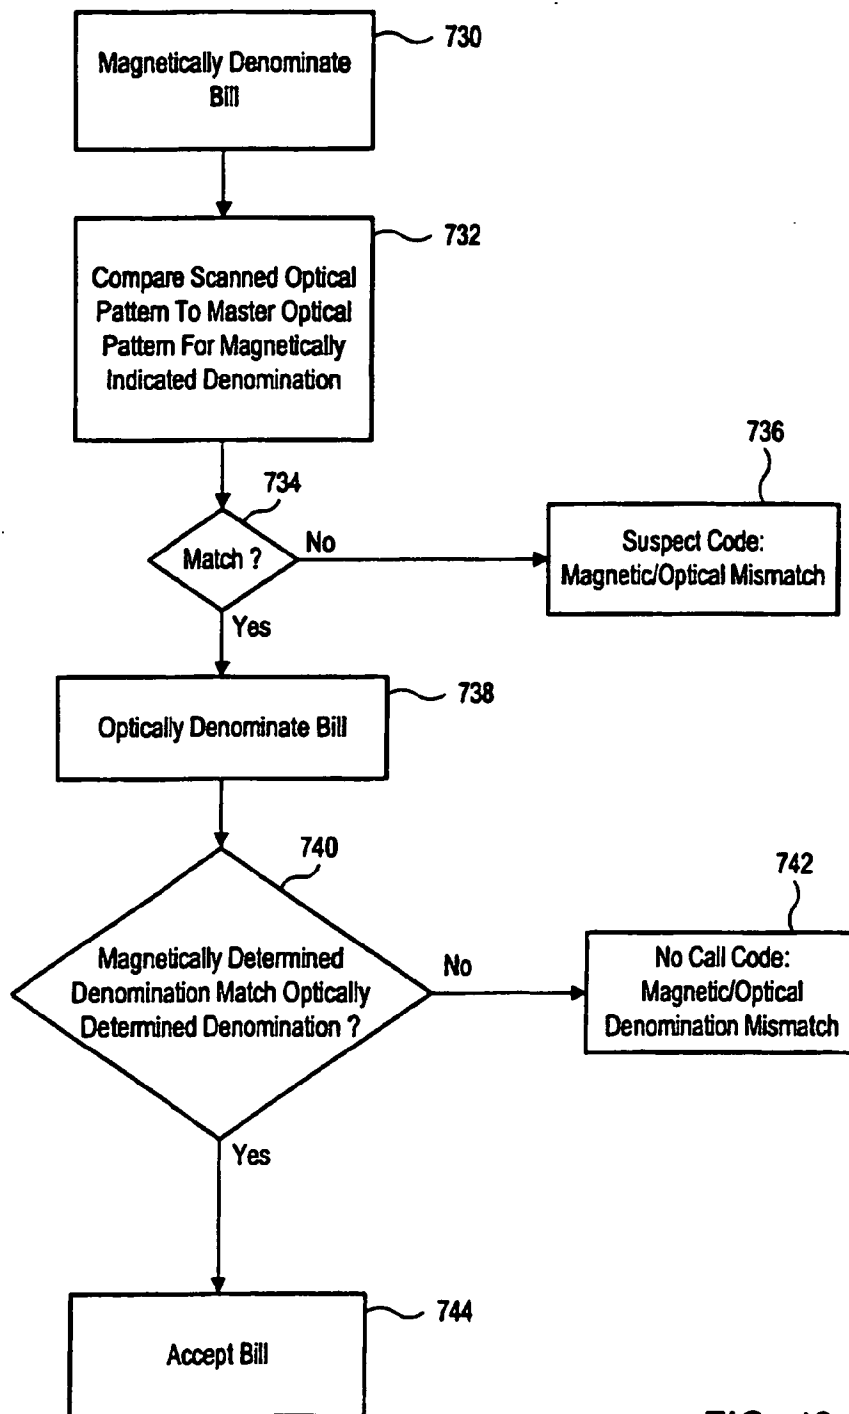 Magnetically Denominate
Bill
730
Compare Scanned Optical
Pattern To Master Optical
Pattern For Magnetically
Indicated Denomination
732
734
Match ?
No
Yes
736
Suspect Code:
Magnetic/Optical Mismatch
Optically Denominate Bill
738
740
Magnetically Determined
Denomination Match Optically
Determined Denomination ?
No
Yes
742
No Call Code:
Magnetic/Optical
Denomination Mismatch
Accept Bill
744